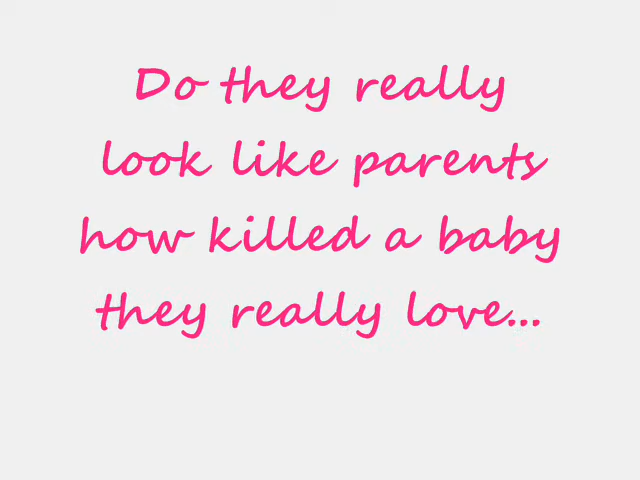 Do they really
look like parents
how killed a baby
they really love...